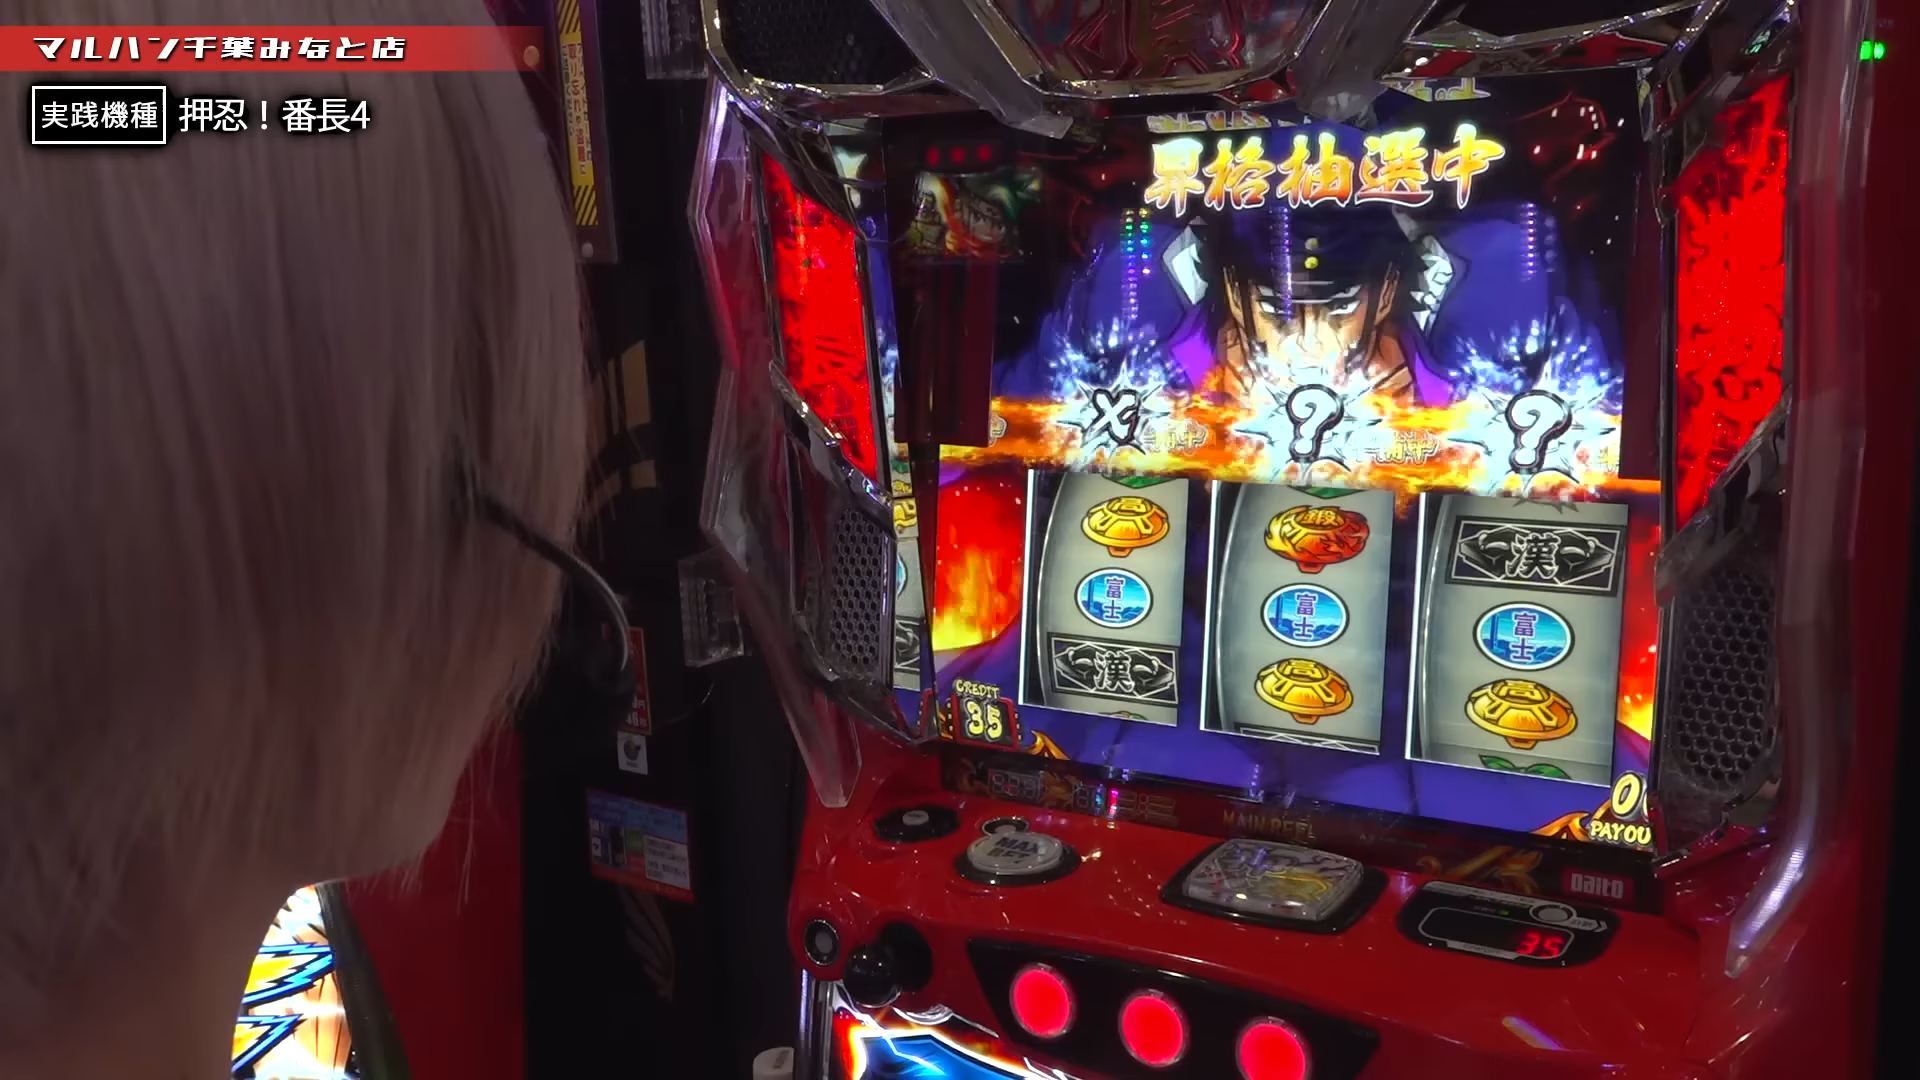 マルハン千葉みなと店
実践機種 押忍！番長4
昇格抽選中
× ? ?
高 鍛 漢
富士 富士 富士
漢 高 高
CREDIT
35
0
PAYOU
MAIN REEL
MAX
BET
Daito
35